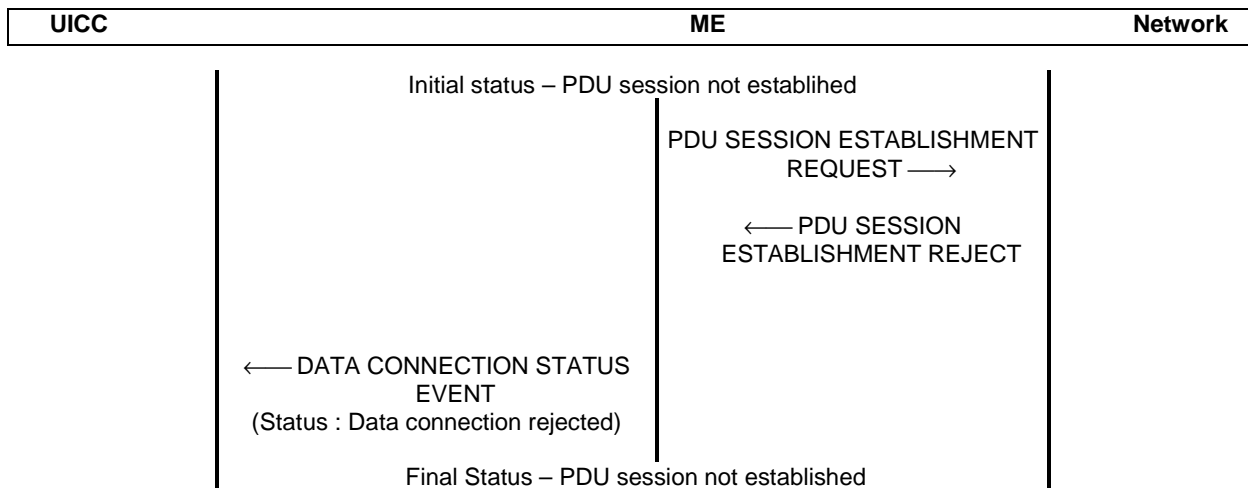 UICC ME Network
Initial status – PDU session not establihed
PDU SESSION ESTABLISHMENT
REQUEST ⟶
⟵ PDU SESSION
ESTABLISHMENT REJECT
⟵ DATA CONNECTION STATUS
EVENT
(Status : Data connection rejected)
Final Status – PDU session not established